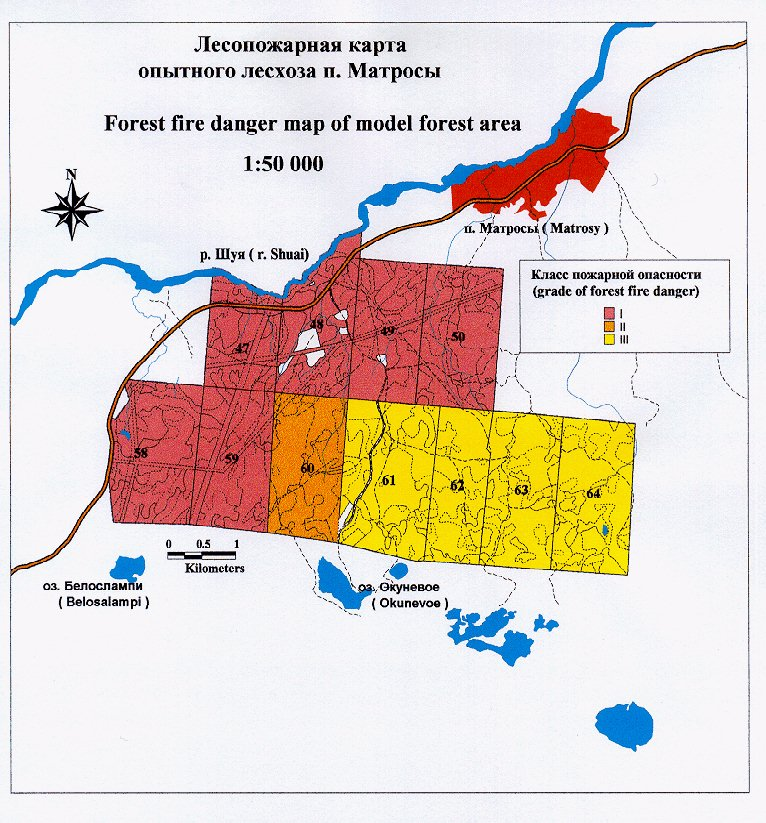 Лесопожарная карта
опытного лесхоза п. Матросы
Forest fire danger map of model forest area
1:50 000
N
п. Матросы ( Matrosy )
р. Шуя ( r. Shuai)
Класс пожарной опасности
(grade of forest fire danger)
I
II
III
47
48
49
50
58
59
60
61
62
63
64
0 0.5 1
Kilometers
оз. Белослампи
( Belosalampi )
оз. Окуневое
( Okunevoe )